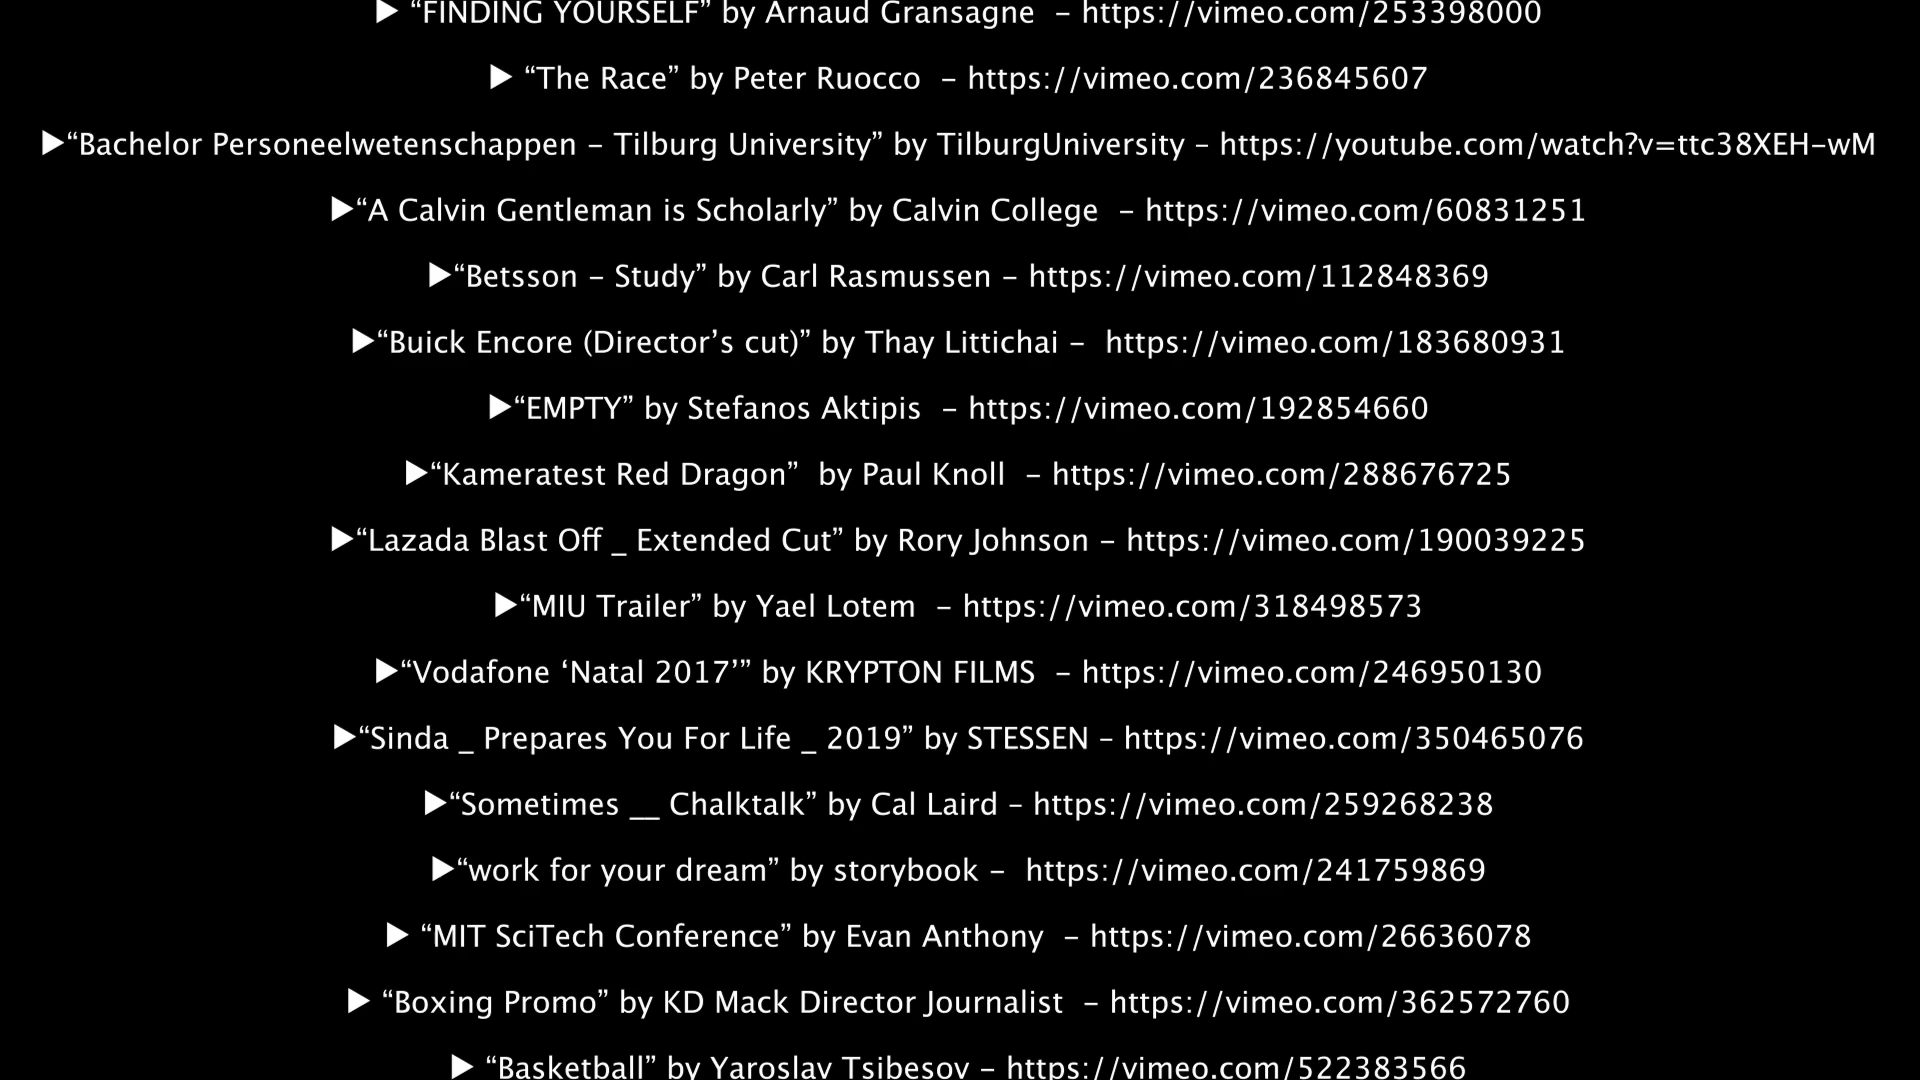 ▶ “FINDING YOURSELF” by Arnaud Gransagne – https://vimeo.com/253398000
▶ “The Race” by Peter Ruocco – https://vimeo.com/236845607
▶“Bachelor Personeelwetenschappen – Tilburg University” by TilburgUniversity – https://youtube.com/watch?v=ttc38XEH-wM
▶“A Calvin Gentleman is Scholarly” by Calvin College – https://vimeo.com/60831251
▶“Betsson – Study” by Carl Rasmussen – https://vimeo.com/112848369
▶“Buick Encore (Director’s cut)” by Thay Littichai – https://vimeo.com/183680931
▶“EMPTY” by Stefanos Aktipis – https://vimeo.com/192854660
▶“Kameratest Red Dragon” by Paul Knoll – https://vimeo.com/288676725
▶“Lazada Blast Off _ Extended Cut” by Rory Johnson – https://vimeo.com/190039225
▶“MIU Trailer” by Yael Lotem – https://vimeo.com/318498573
▶“Vodafone ‘Natal 2017’” by KRYPTON FILMS – https://vimeo.com/246950130
▶“Sinda _ Prepares You For Life _ 2019” by STESSEN – https://vimeo.com/350465076
▶“Sometimes __ Chalktalk” by Cal Laird – https://vimeo.com/259268238
▶“work for your dream” by storybook – https://vimeo.com/241759869
▶ “MIT SciTech Conference” by Evan Anthony – https://vimeo.com/26636078
▶ “Boxing Promo” by KD Mack Director Journalist – https://vimeo.com/362572760
▶ “Basketball” by Yaroslav Tsibesov – https://vimeo.com/522383566